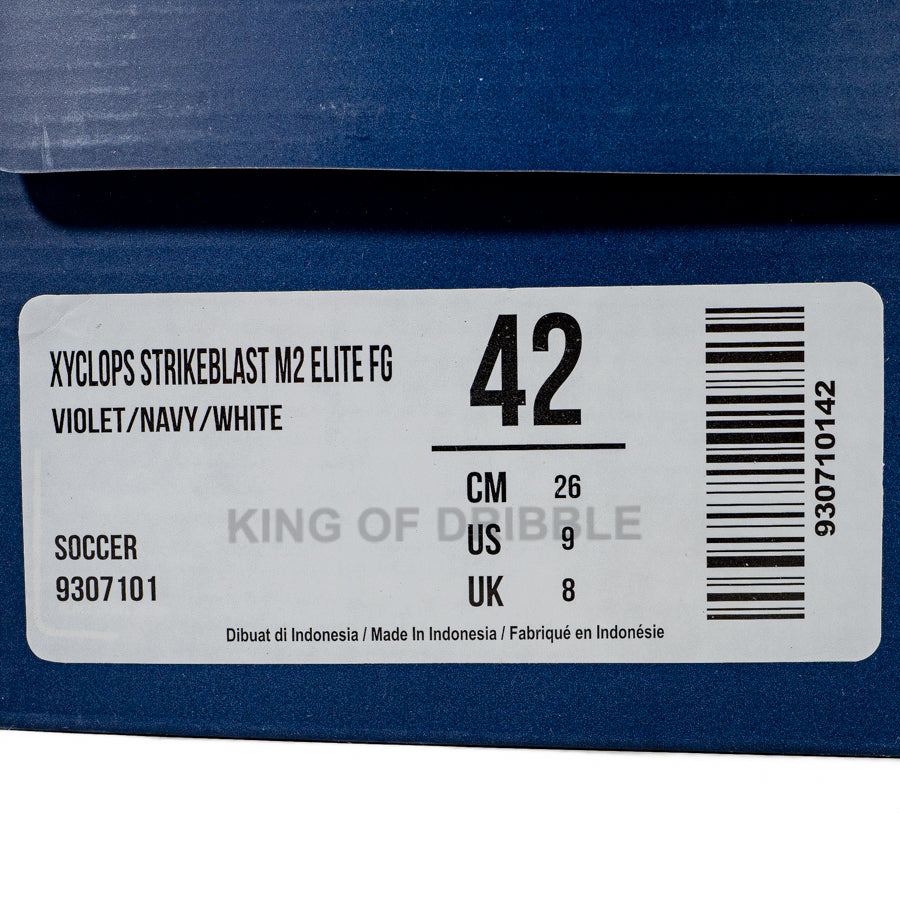 XYCLOPS STRIKEBLAST M2 ELITE FG
VIOLET/NAVY/WHITE
SOCCER
9307101
42
CM 26
US 9
UK 8
KING OF DRIBBLE
Dibuat di Indonesia / Made In Indonesia / Fabriqué en Indonésie
930710142